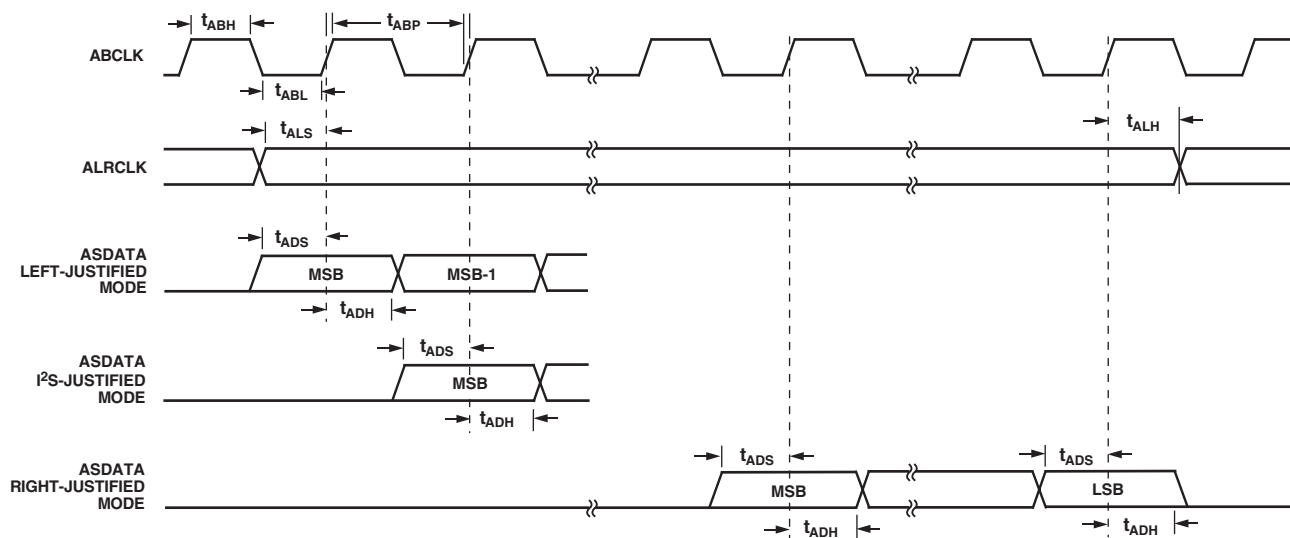 tABH
tABP
ABCLK
tABL
tALS
tALH
ALRCLK
tADS
ASDATA
LEFT-JUSTIFIED
MODE
MSB
MSB-1
tADH
ASDATA
I²S-JUSTIFIED
MODE
tADS
MSB
tADH
ASDATA
RIGHT-JUSTIFIED
MODE
tADS
tADS
MSB
LSB
tADH
tADH